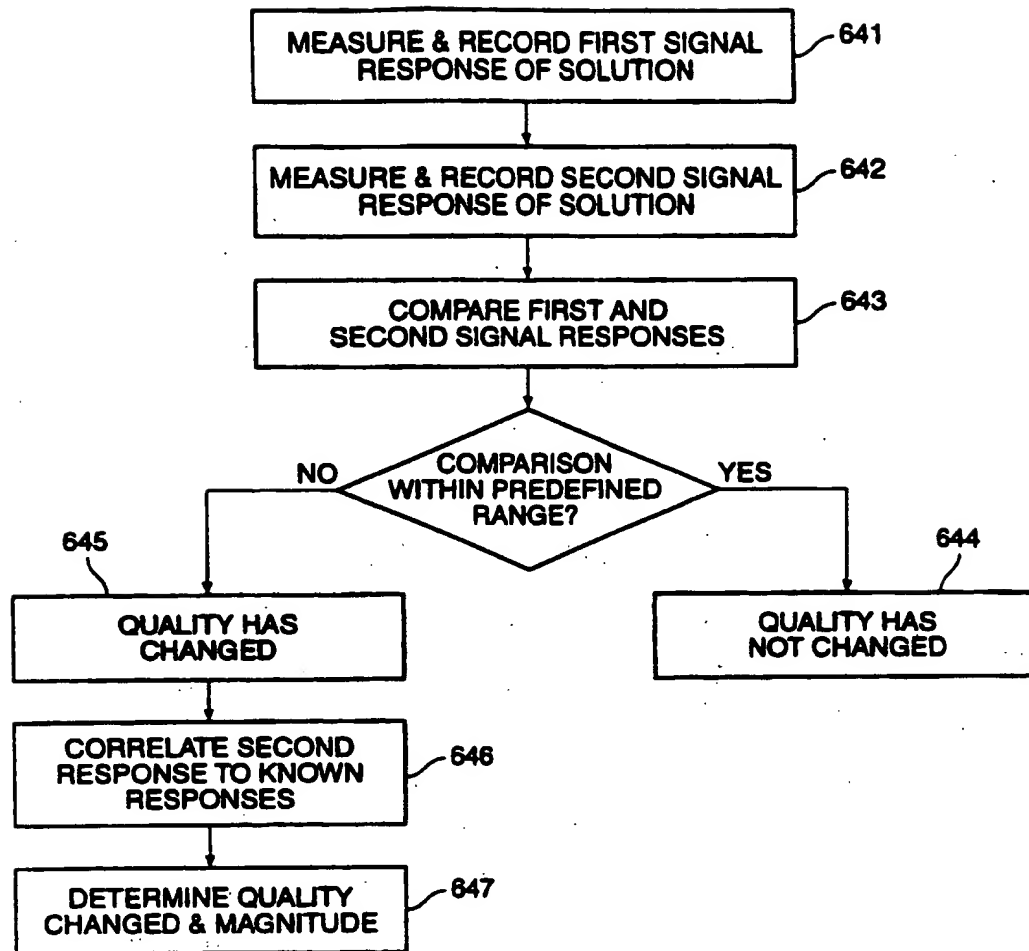 MEASURE & RECORD FIRST SIGNAL
RESPONSE OF SOLUTION
641
MEASURE & RECORD SECOND SIGNAL
RESPONSE OF SOLUTION
642
COMPARE FIRST AND
SECOND SIGNAL RESPONSES
643
COMPARISON
WITHIN PREDEFINED
RANGE?
NO
YES
645
QUALITY HAS
CHANGED
644
QUALITY HAS
NOT CHANGED
CORRELATE SECOND
RESPONSE TO KNOWN
RESPONSES
646
DETERMINE QUALITY
CHANGED & MAGNITUDE
647